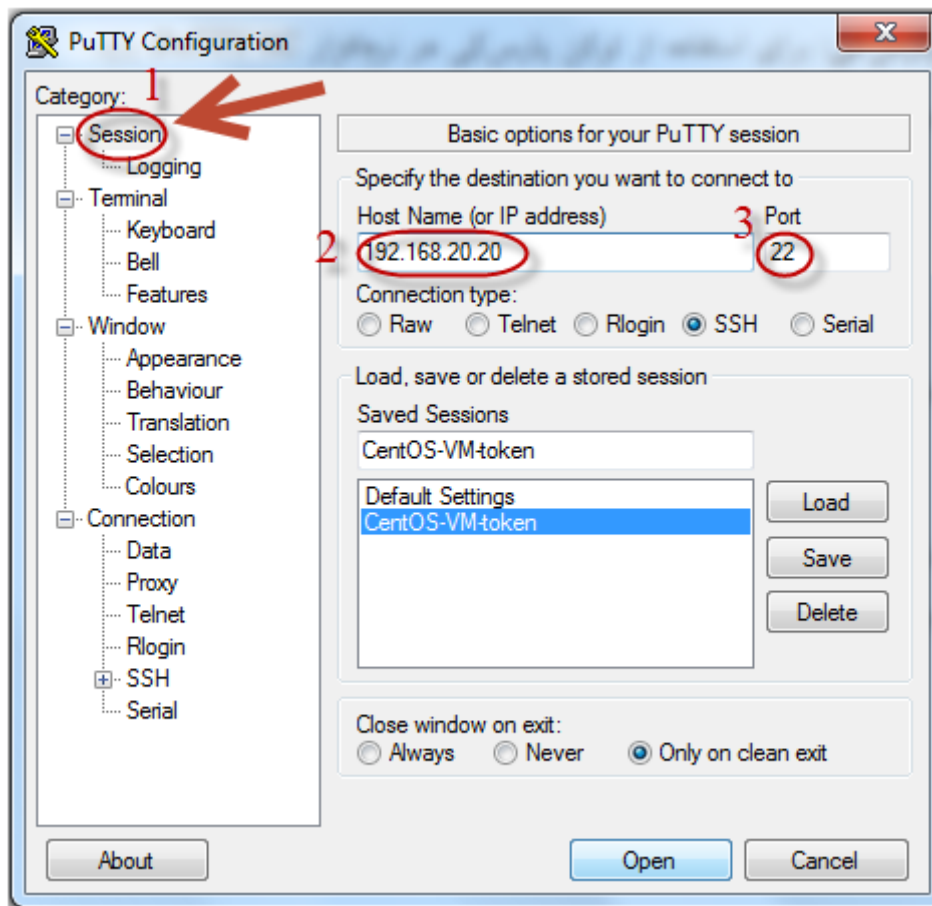 PuTTY Configuration
Category:
1
Session
Logging
Terminal
Keyboard
Bell
Features
Window
Appearance
Behaviour
Translation
Selection
Colours
Connection
Data
Proxy
Telnet
Rlogin
SSH
Serial
Basic options for your PuTTY session
Specify the destination you want to connect to
Host Name (or IP address) 3 Port
2 192.168.20.20 22
Connection type:
Raw Telnet Rlogin SSH Serial
Load, save or delete a stored session
Saved Sessions
CentOS-VM-token
Default Settings
CentOS-VM-token
Load
Save
Delete
Close window on exit:
Always Never Only on clean exit
About Open Cancel